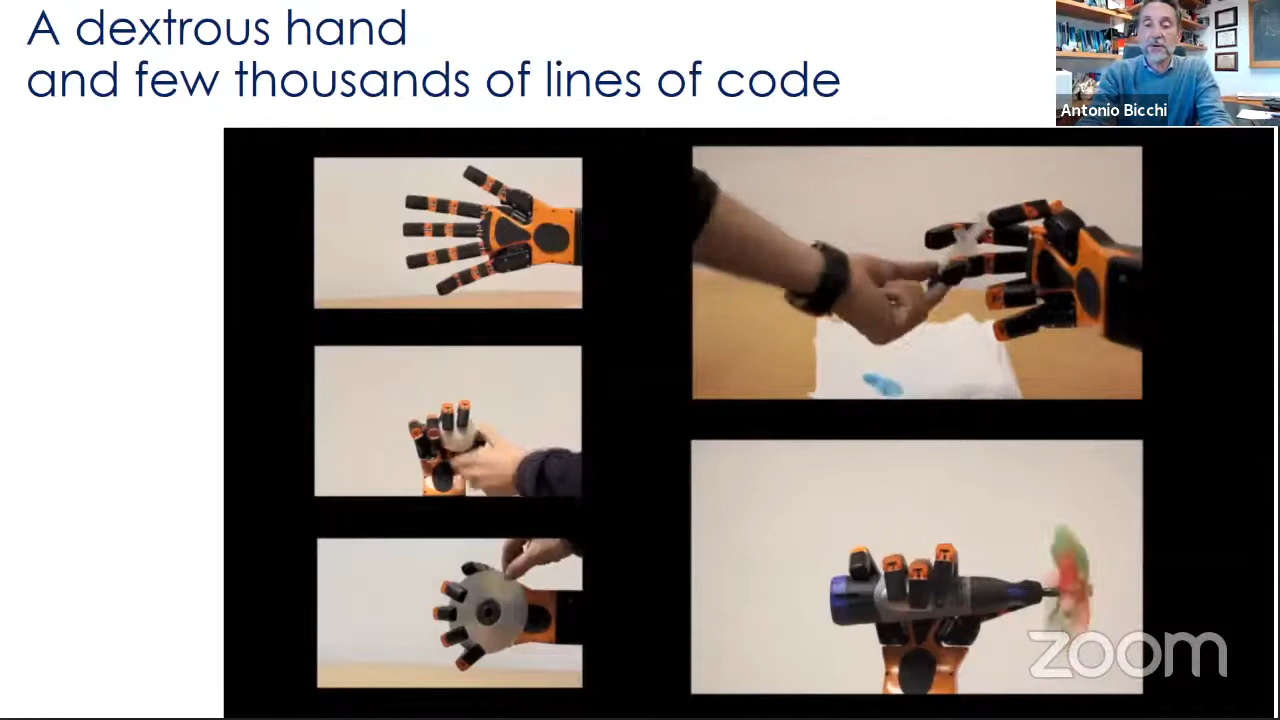 A dextrous hand
and few thousands of lines of code
Antonio Bicchi
zoom